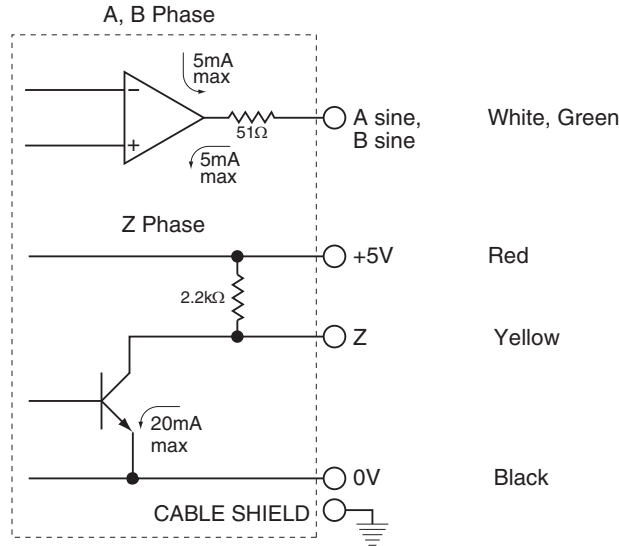 A, B Phase
5mA
max
−
+
51Ω
5mA
max
A sine,
B sine
White, Green
Z Phase
+5V
Red
2.2kΩ
Z
Yellow
20mA
max
0V
Black
CABLE SHIELD